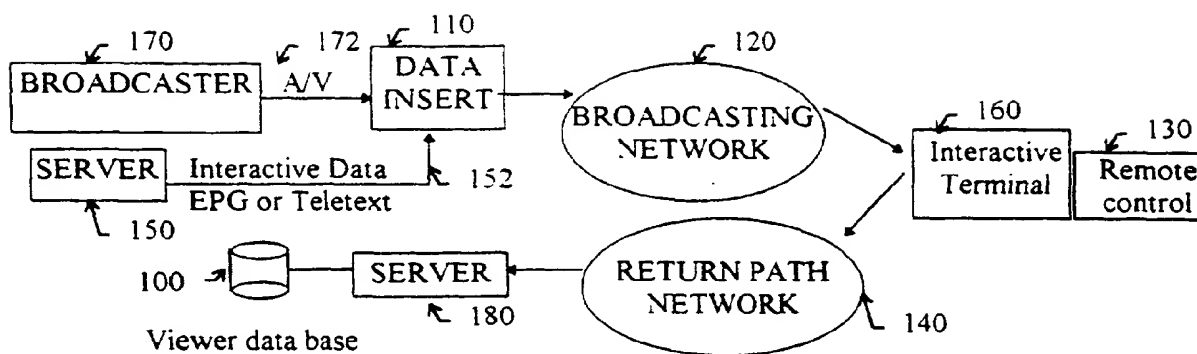 170
172
110
120
BROADCASTER
A/V
DATA
INSERT
BROADCASTING
NETWORK
160
130
Interactive
Terminal
Remote
control
SERVER
Interactive Data
EPG or Teletext
152
150
100
SERVER
180
RETURN PATH
NETWORK
140
Viewer data base